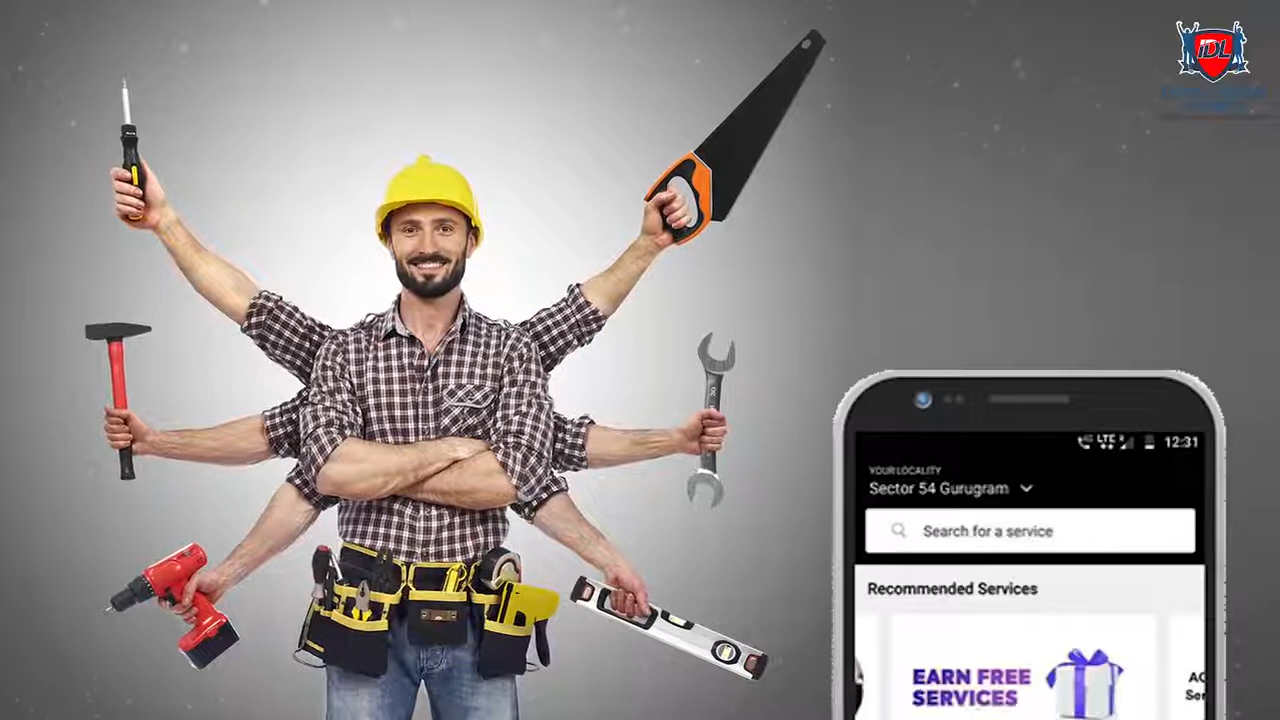 iDL
12:31
YOUR LOCALITY
Sector 54 Gurugram
Search for a service
Recommended Services
EARN FREE
SERVICES